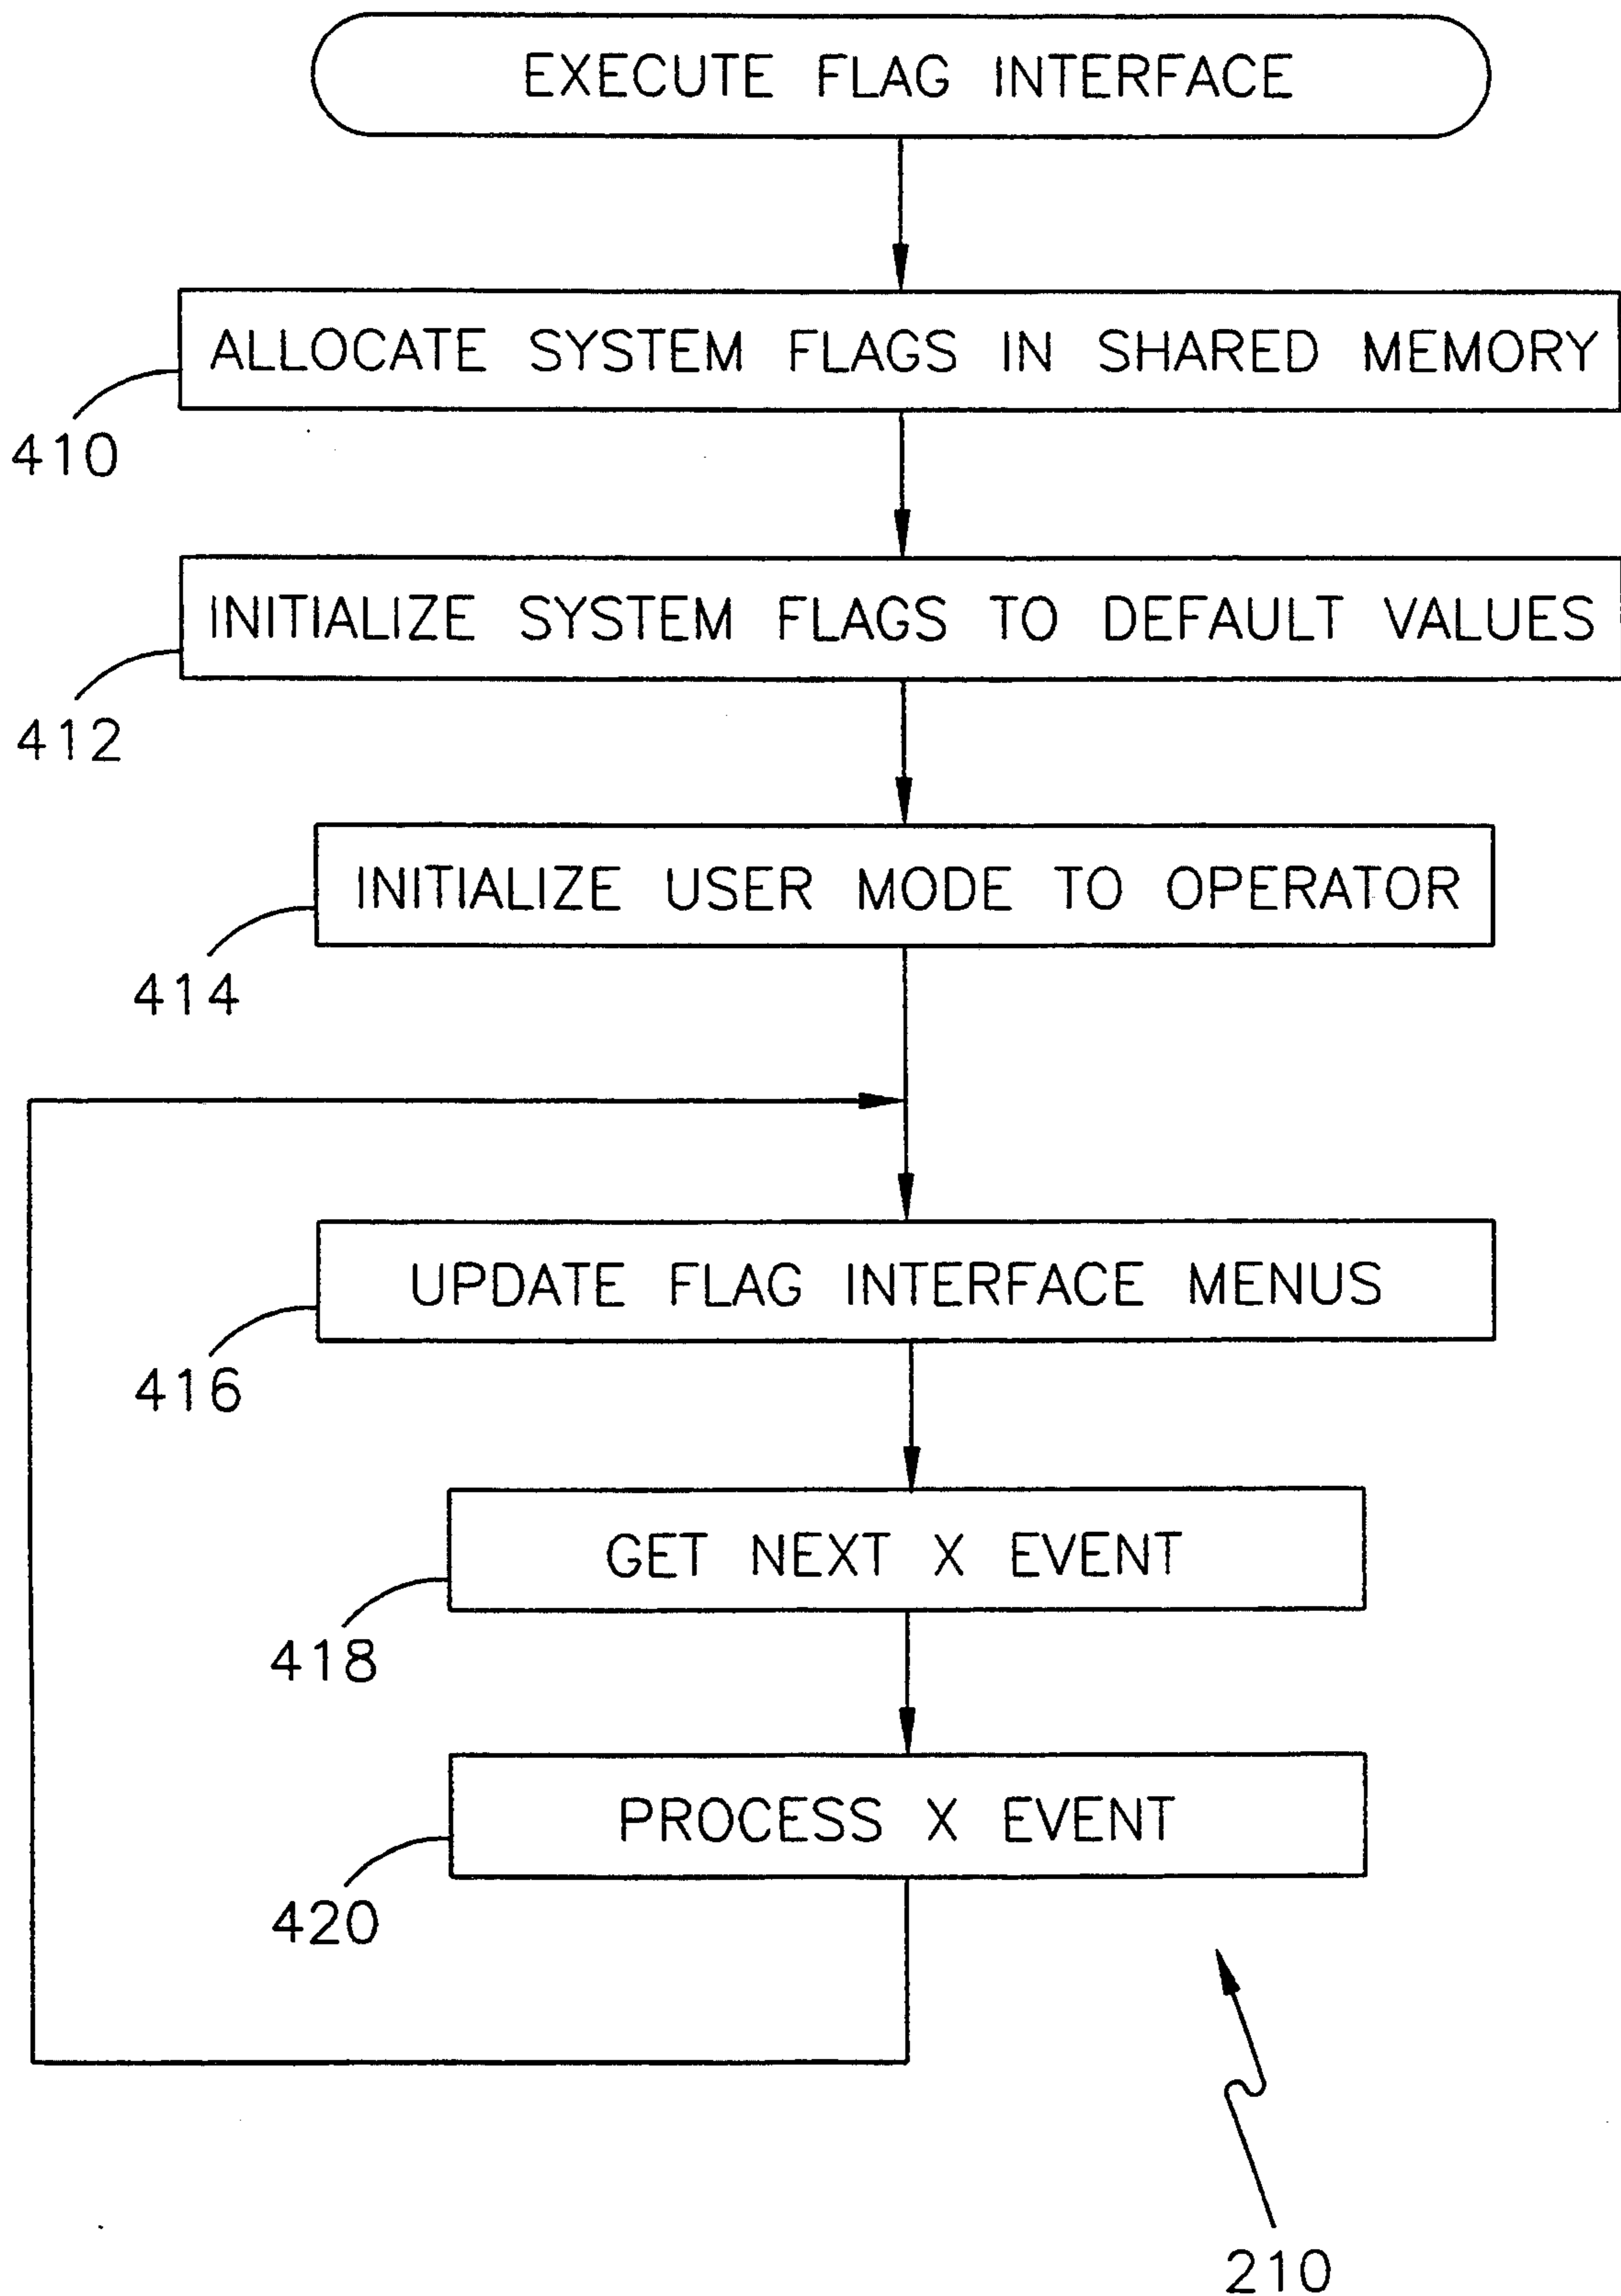 EXECUTE FLAG INTERFACE
ALLOCATE SYSTEM FLAGS IN SHARED MEMORY
410
INITIALIZE SYSTEM FLAGS TO DEFAULT VALUES
412
INITIALIZE USER MODE TO OPERATOR
414
UPDATE FLAG INTERFACE MENUS
416
GET NEXT X EVENT
418
PROCESS X EVENT
420
210